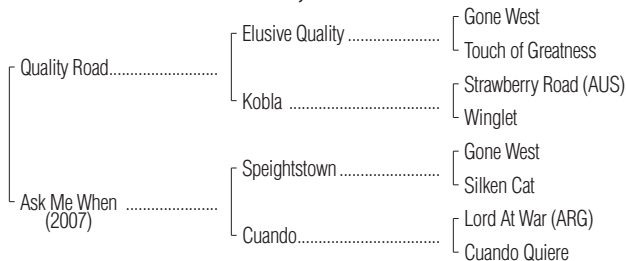 Gone West
Elusive Quality ....................
Touch of Greatness
Quality Road........................
Strawberry Road (AUS)
Kobla .................................
Winglet
Gone West
Speightstown ......................
Silken Cat
Ask Me When ....................
(2007)
Lord At War (ARG)
Cuando...............................
Cuando Quiere